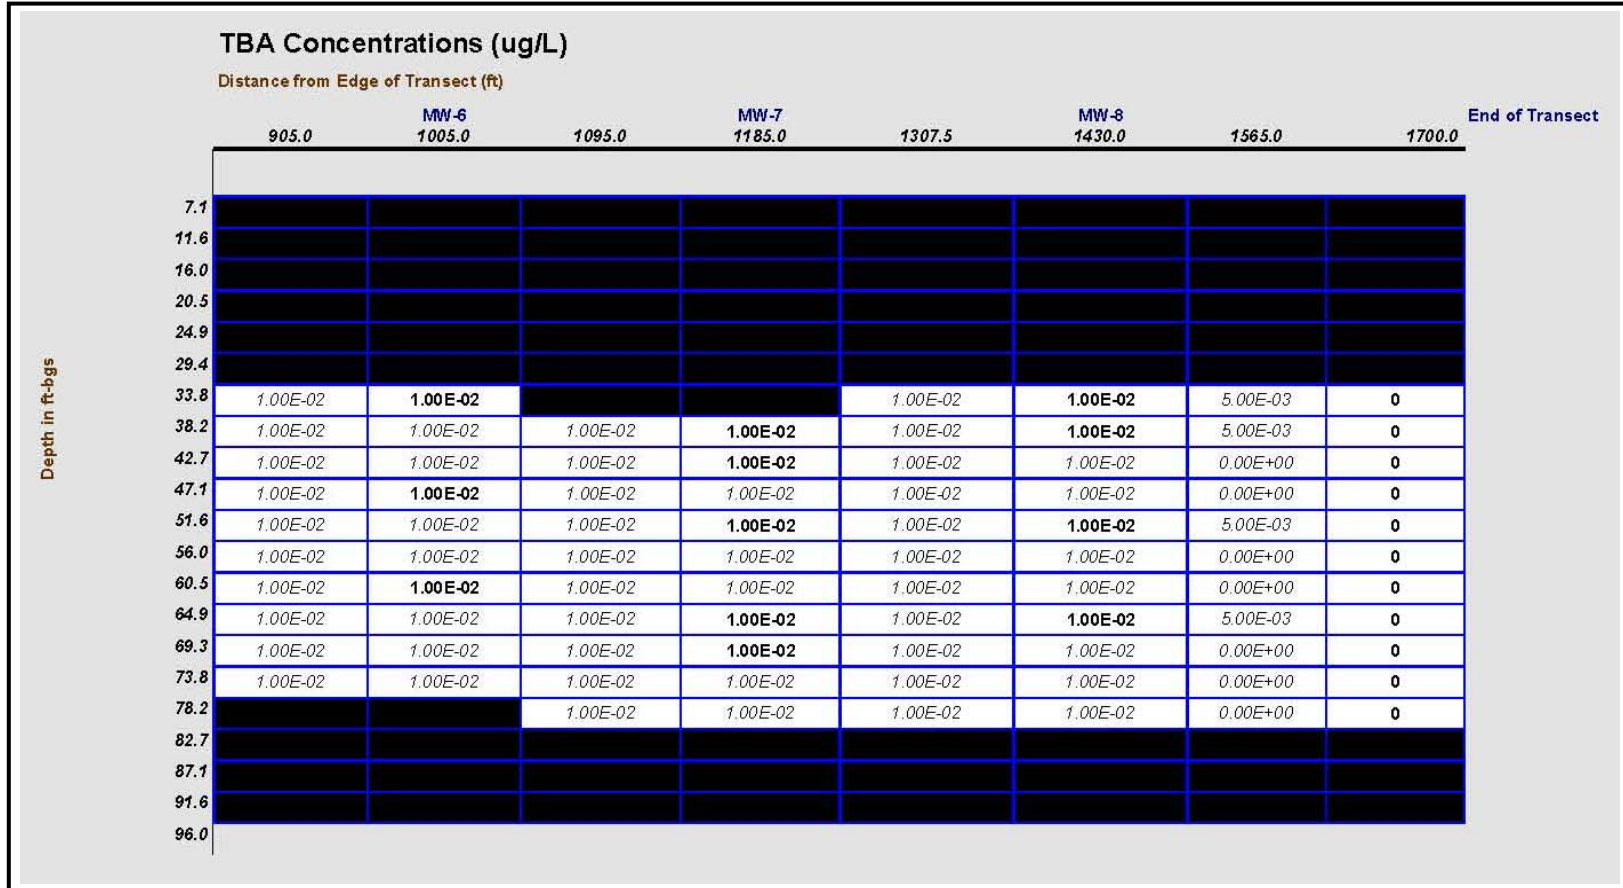 TBA Concentrations (ug/L)
Distance from Edge of Transect (ft)
MW-6 MW-7 MW-8 End of Transect
905.0 1005.0 1095.0 1185.0 1307.5 1430.0 1565.0 1700.0
Depth in ft-bgs
7.1
11.6
16.0
20.5
24.9
29.4
33.8 1.00E-02 1.00E-02 1.00E-02 1.00E-02 5.00E-03 0
38.2 1.00E-02 1.00E-02 1.00E-02 1.00E-02 1.00E-02 1.00E-02 5.00E-03 0
42.7 1.00E-02 1.00E-02 1.00E-02 1.00E-02 1.00E-02 1.00E-02 0.00E+00 0
47.1 1.00E-02 1.00E-02 1.00E-02 1.00E-02 1.00E-02 1.00E-02 0.00E+00 0
51.6 1.00E-02 1.00E-02 1.00E-02 1.00E-02 1.00E-02 1.00E-02 5.00E-03 0
56.0 1.00E-02 1.00E-02 1.00E-02 1.00E-02 1.00E-02 1.00E-02 0.00E+00 0
60.5 1.00E-02 1.00E-02 1.00E-02 1.00E-02 1.00E-02 1.00E-02 0.00E+00 0
64.9 1.00E-02 1.00E-02 1.00E-02 1.00E-02 1.00E-02 1.00E-02 5.00E-03 0
69.3 1.00E-02 1.00E-02 1.00E-02 1.00E-02 1.00E-02 1.00E-02 0.00E+00 0
73.8 1.00E-02 1.00E-02 1.00E-02 1.00E-02 1.00E-02 1.00E-02 0.00E+00 0
78.2 1.00E-02 1.00E-02 1.00E-02 1.00E-02 0.00E+00 0
82.7
87.1
91.6
96.0